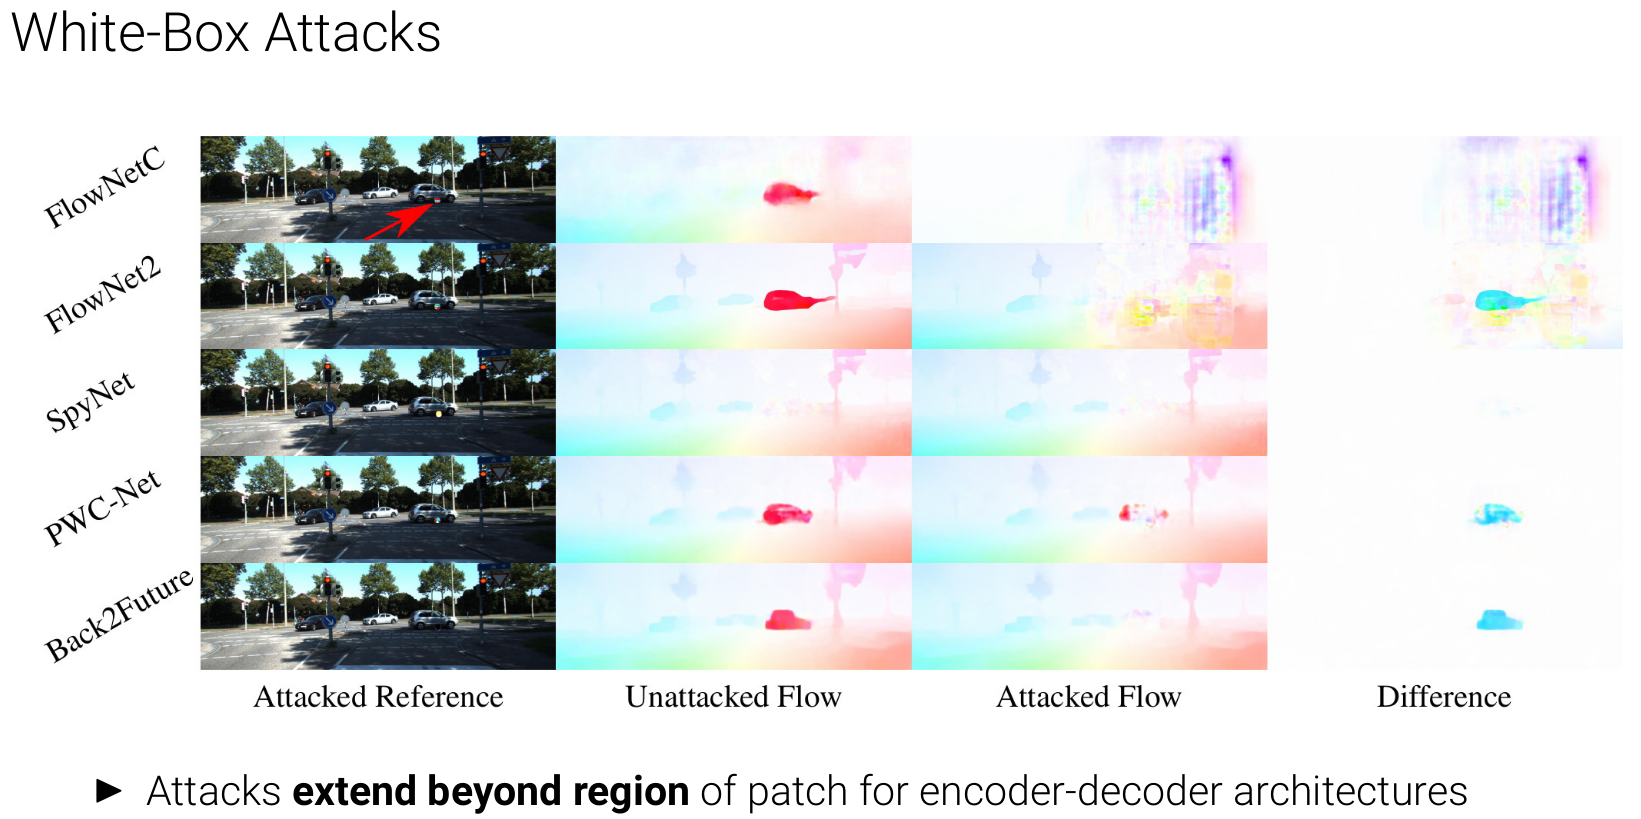 White-Box Attacks
FlowNetC
FlowNet2
SpyNet
PWC-Net
Back2Future
Attacked Reference Unattacked Flow Attacked Flow Difference
► Attacks extend beyond region of patch for encoder-decoder architectures